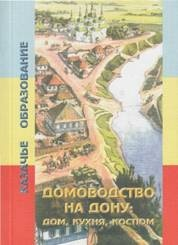 КАЗАЧЬЕ ОБРАЗОВАНИЕ
ДОМОВОДСТВО
НА ДОНУ:
ДОМ, КУХНЯ, КОСТЮМ